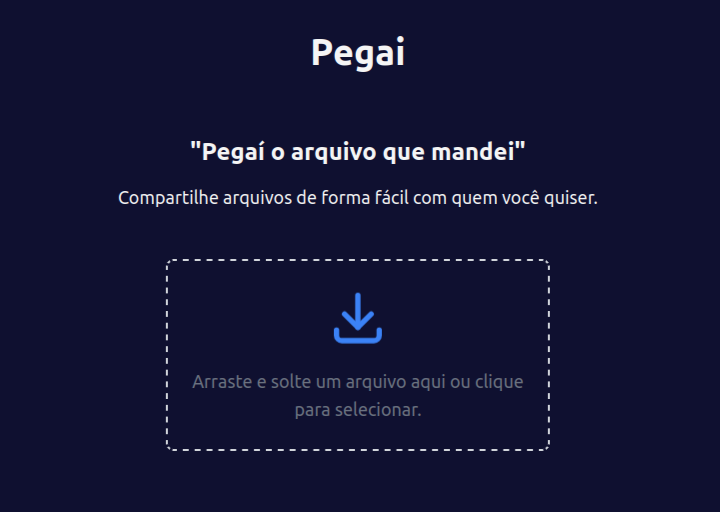 Pegai
"Pegaí o arquivo que mandei"
Compartilhe arquivos de forma fácil com quem você quiser.
Arraste e solte um arquivo aqui ou clique
para selecionar.